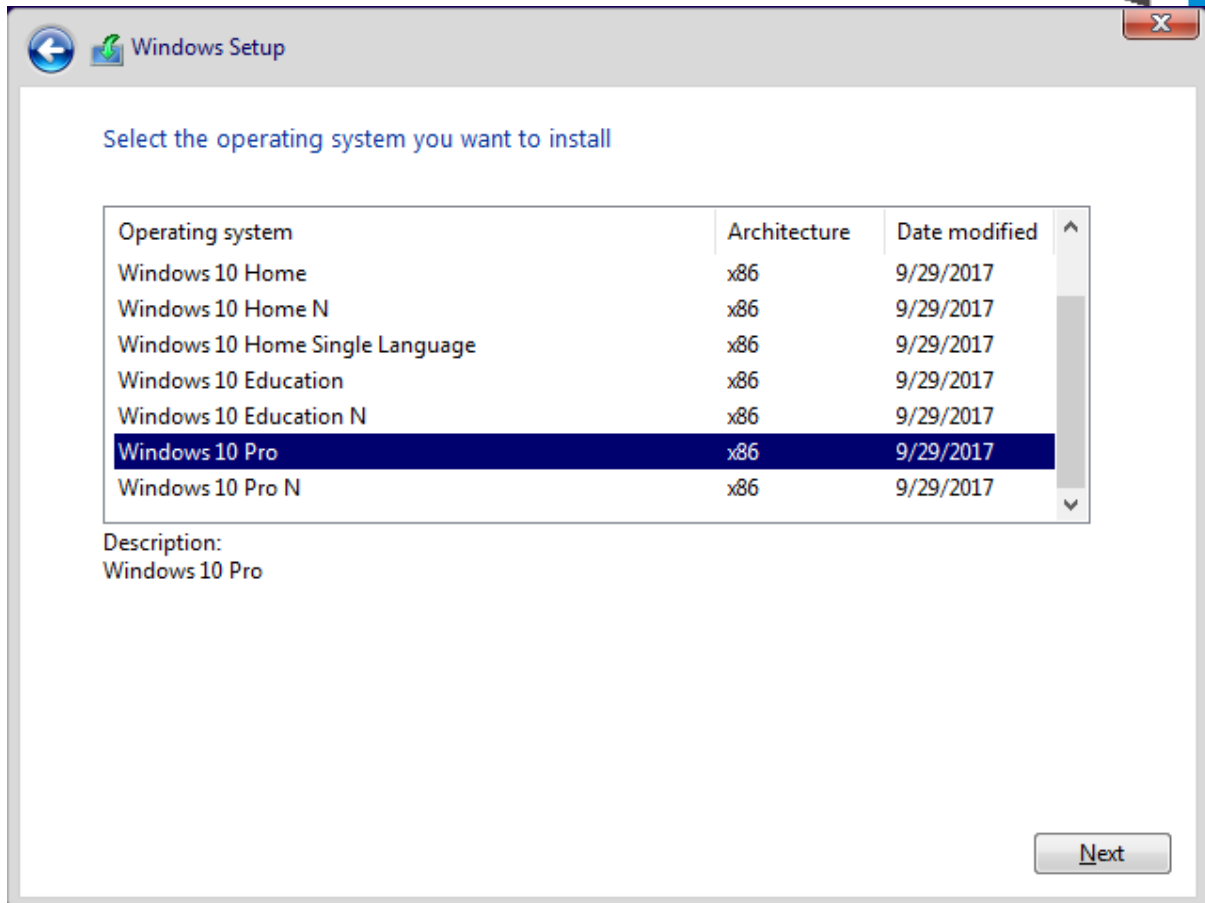 Windows Setup
Select the operating system you want to install
Operating system Architecture Date modified
Windows 10 Home x86 9/29/2017
Windows 10 Home N x86 9/29/2017
Windows 10 Home Single Language x86 9/29/2017
Windows 10 Education x86 9/29/2017
Windows 10 Education N x86 9/29/2017
Windows 10 Pro x86 9/29/2017
Windows 10 Pro N x86 9/29/2017
Description:
Windows 10 Pro
Next